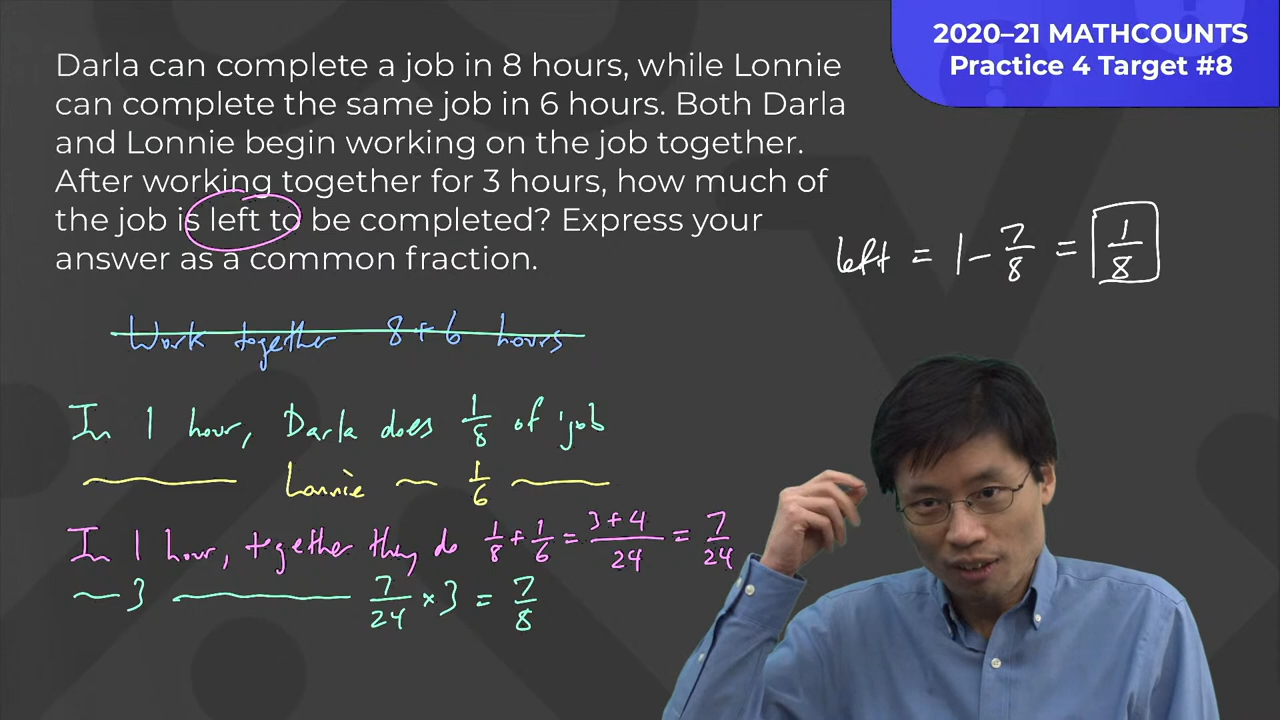 2020–21 MATHCOUNTS
Practice 4 Target #8
Darla can complete a job in 8 hours, while Lonnie
can complete the same job in 6 hours. Both Darla
and Lonnie begin working on the job together.
After working together for 3 hours, how much of
the job is left to be completed? Express your
answer as a common fraction.
left = 1 - 7/8 = 1/8
Work together 8+6 hours
In 1 hour, Darla does 1/8 of job
Lonnie 1/6
In 1 hour, together they do 1/8 + 1/6 = 3+4/24 = 7/24
3 7/24 × 3 = 7/8